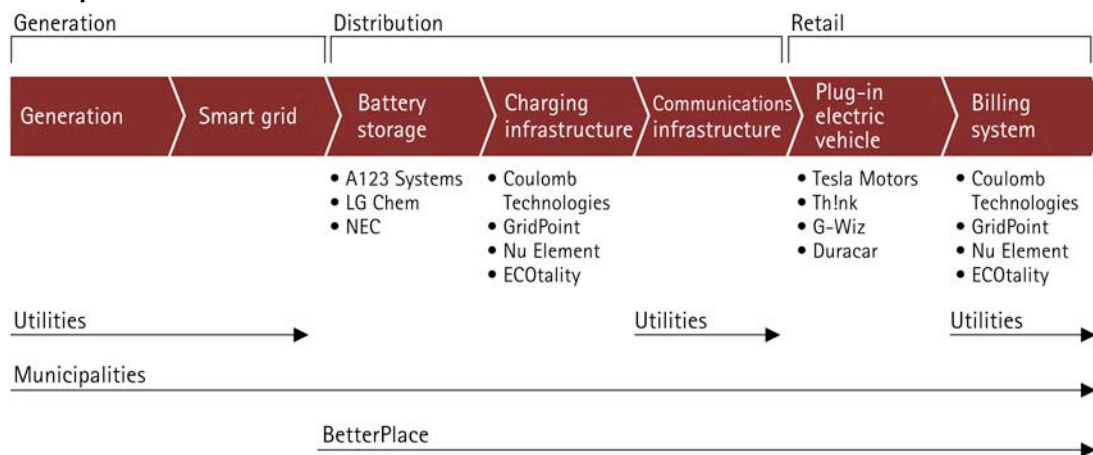 Generation
Distribution
Retail
Generation
Smart grid
Battery
storage
Charging
infrastructure
Communications
infrastructure
Plug-in
electric
vehicle
Billing
system
• A123 Systems
• LG Chem
• NEC
• Coulomb
Technologies
• GridPoint
• Nu Element
• ECOtality
• Tesla Motors
• Th!nk
• G-Wiz
• Duracar
• Coulomb
Technologies
• GridPoint
• Nu Element
• ECOtality
Utilities
Utilities
Utilities
Municipalities
BetterPlace